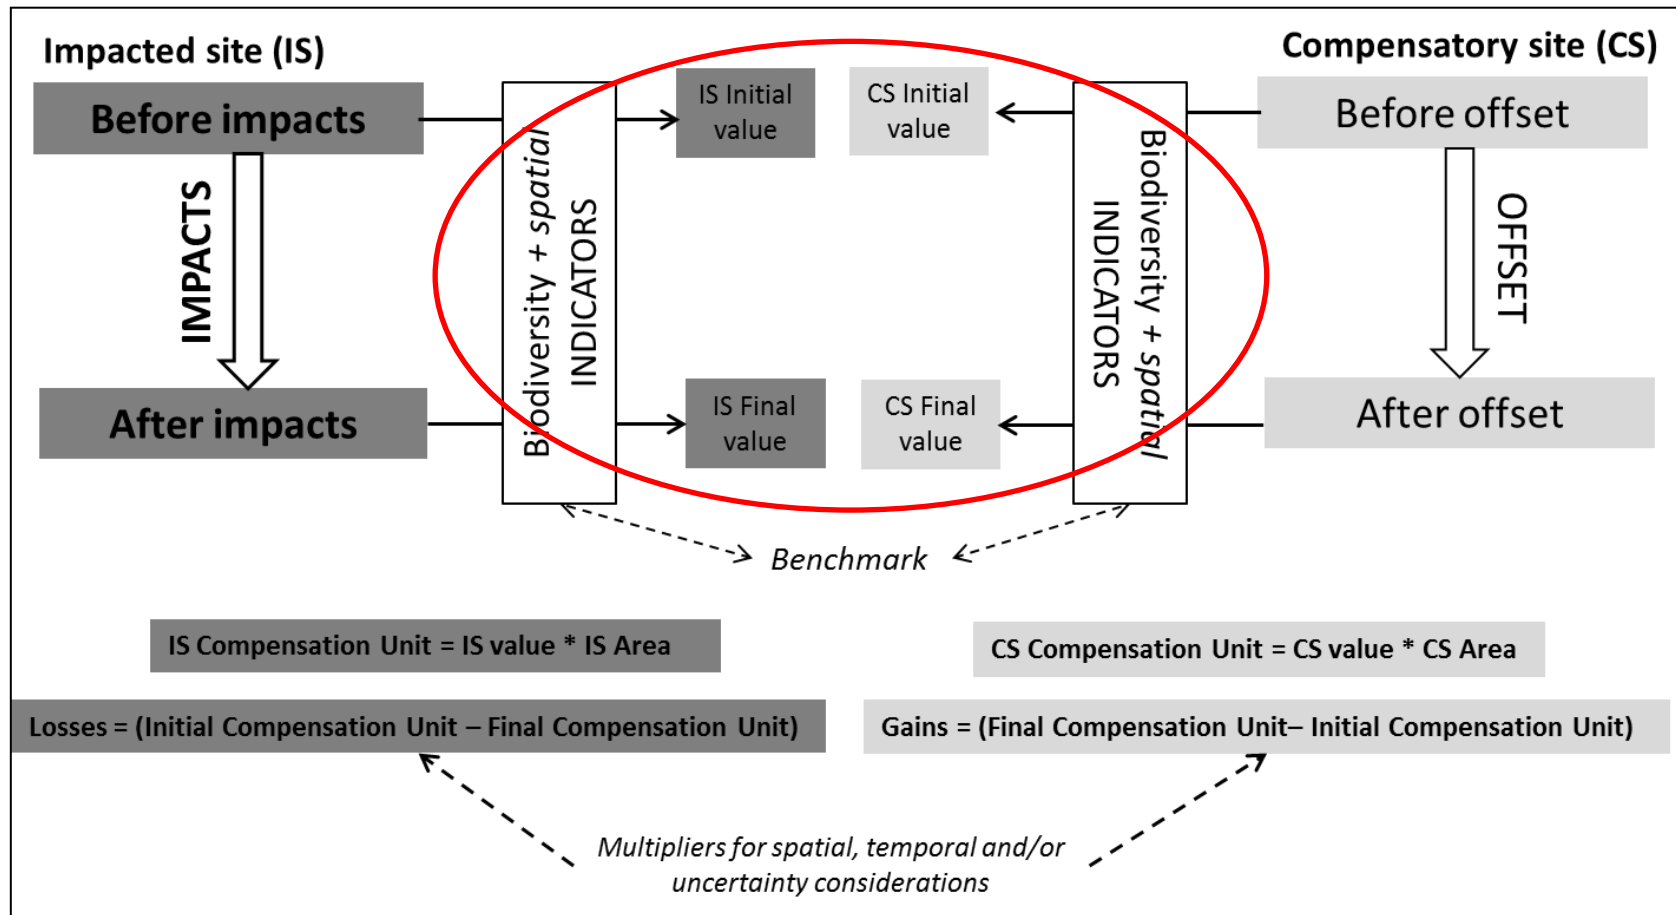 Impacted site (IS)
Compensatory site (CS)
Before impacts
IMPACTS
After impacts
Biodiversity + spatial
INDICATORS
IS Initial
value
CS Initial
value
IS Final
value
CS Final
value
Biodiversity + spatial
INDICATORS
Before offset
OFFSET
After offset
Benchmark
IS Compensation Unit = IS value * IS Area
CS Compensation Unit = CS value * CS Area
Losses = (Initial Compensation Unit – Final Compensation Unit)
Gains = (Final Compensation Unit– Initial Compensation Unit)
Multipliers for spatial, temporal and/or
uncertainty considerations